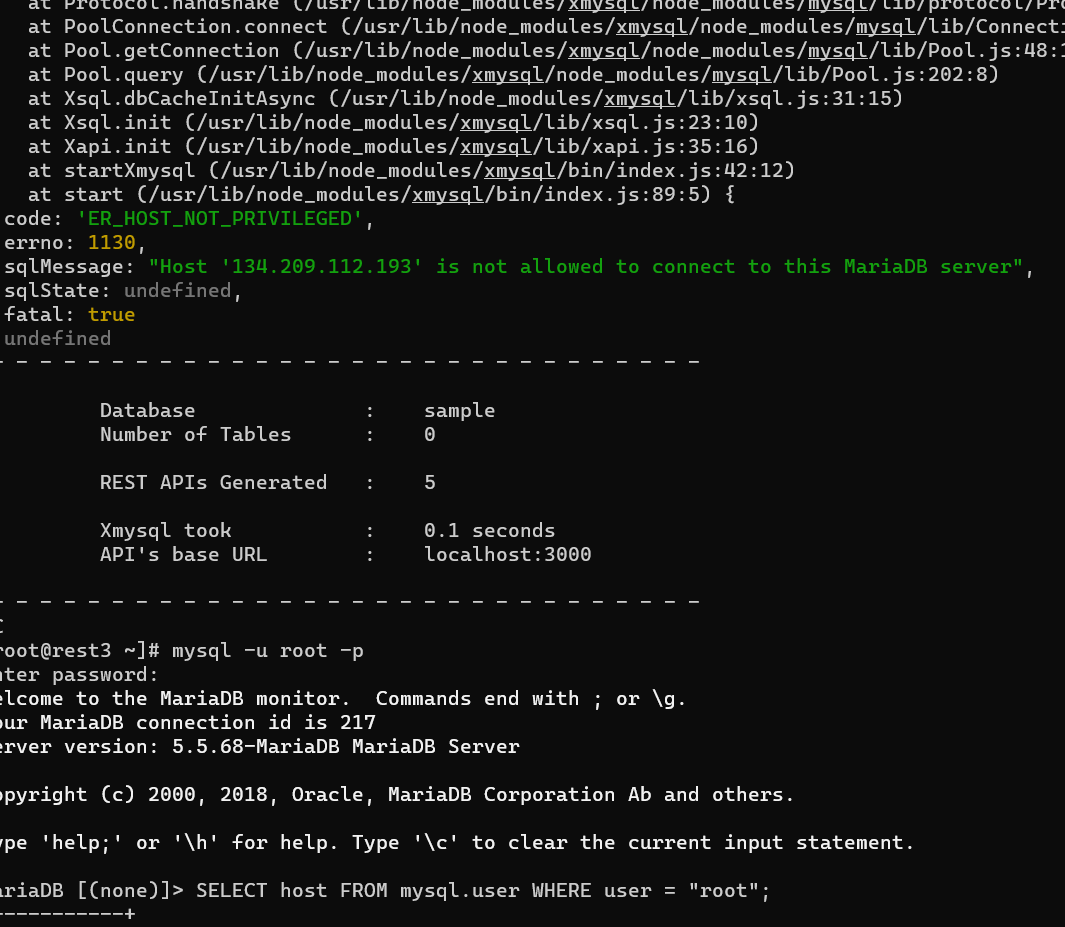 at Protocol.handshake (/usr/lib/node_modules/xmysql/node_modules/mysql/lib/protocol/Pro
at PoolConnection.connect (/usr/lib/node_modules/xmysql/node_modules/mysql/lib/Connecti
at Pool.getConnection (/usr/lib/node_modules/xmysql/node_modules/mysql/lib/Pool.js:48:1
at Pool.query (/usr/lib/node_modules/xmysql/node_modules/mysql/lib/Pool.js:202:8)
at Xsql.dbCacheInitAsync (/usr/lib/node_modules/xmysql/lib/xsql.js:31:15)
at Xsql.init (/usr/lib/node_modules/xmysql/lib/xsql.js:23:10)
at Xapi.init (/usr/lib/node_modules/xmysql/lib/xapi.js:35:16)
at startXmysql (/usr/lib/node_modules/xmysql/bin/index.js:42:12)
at start (/usr/lib/node_modules/xmysql/bin/index.js:89:5) {
code: 'ER_HOST_NOT_PRIVILEGED',
errno: 1130,
sqlMessage: "Host '134.209.112.193' is not allowed to connect to this MariaDB server",
sqlState: undefined,
fatal: true
undefined
- - - - - - - - - - - - - - - - - - - - - - - - - - - - - -
Database : sample
Number of Tables : 0
REST APIs Generated : 5
Xmysql took : 0.1 seconds
API's base URL : localhost:3000
- - - - - - - - - - - - - - - - - - - - - - - - - - - - - -
C
root@rest3 ~]# mysql -u root -p
nter password:
elcome to the MariaDB monitor.  Commands end with ; or \g.
our MariaDB connection id is 217
erver version: 5.5.68-MariaDB MariaDB Server
opyright (c) 2000, 2018, Oracle, MariaDB Corporation Ab and others.
ype 'help;' or '\h' for help. Type '\c' to clear the current input statement.
ariaDB [(none)]> SELECT host FROM mysql.user WHERE user = "root";
-----------+